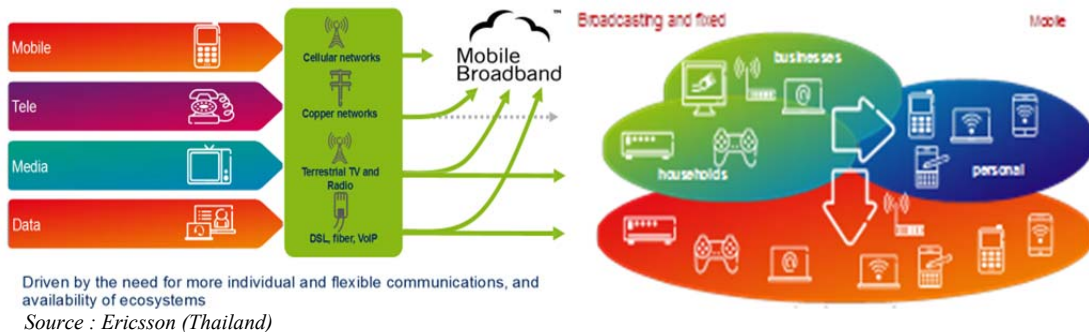 Mobile
Tele
Media
Data
Cellular networks
Copper networks
Terrestrial TV and
Radio
DSL, fiber, VoIP
Mobile
Broadband
TM
Driven by the need for more individual and flexible communications, and
availability of ecosystems
Source : Ericsson (Thailand)
Broadcasting and fixed
Mobile
businesses
households
personal